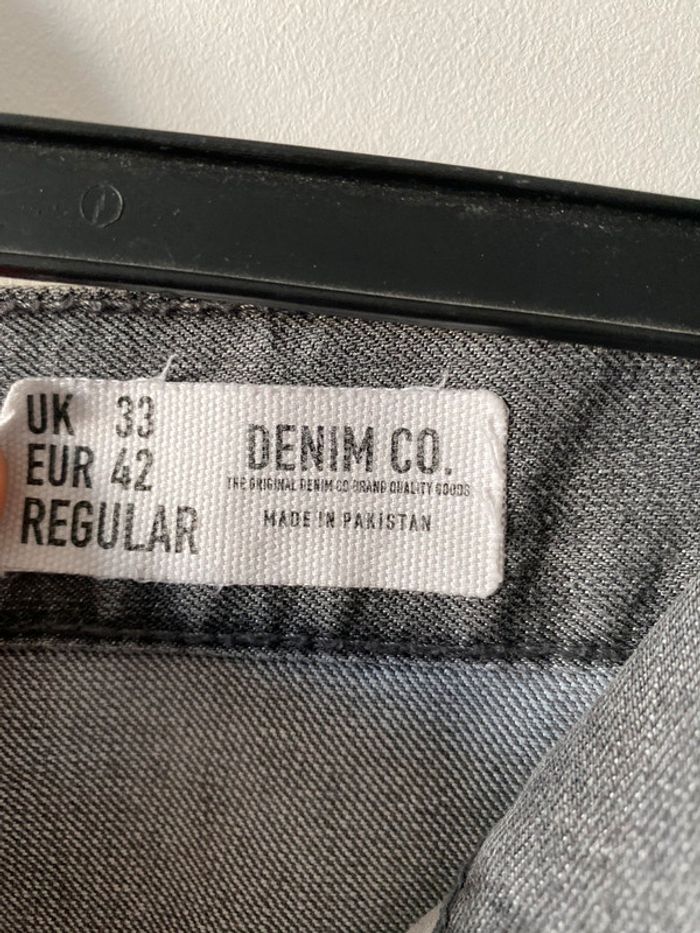 UK 33
EUR 42
REGULAR
DENIM CO.
THE ORIGINAL DENIM CO BRAND QUALITY GOODS
MADE IN PAKISTAN